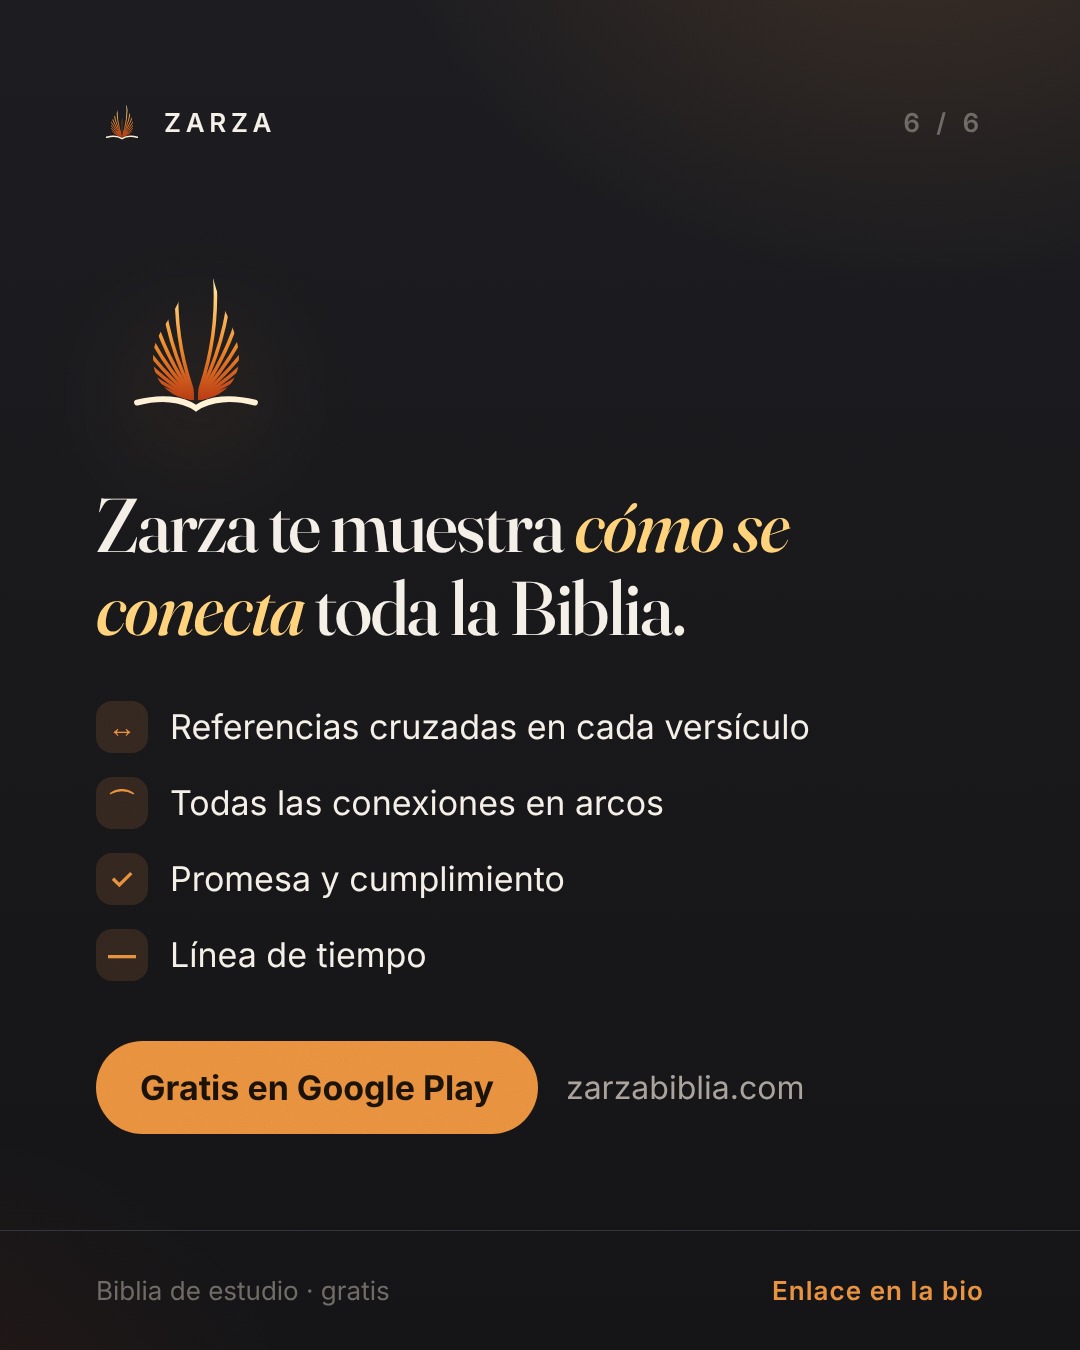 ZARZA
6 / 6
Zarza te muestra cómo se
conecta toda la Biblia.
↔ Referencias cruzadas en cada versículo
⌒ Todas las conexiones en arcos
✓ Promesa y cumplimiento
— Línea de tiempo
Gratis en Google Play
zarzabiblia.com
Biblia de estudio · gratis
Enlace en la bio